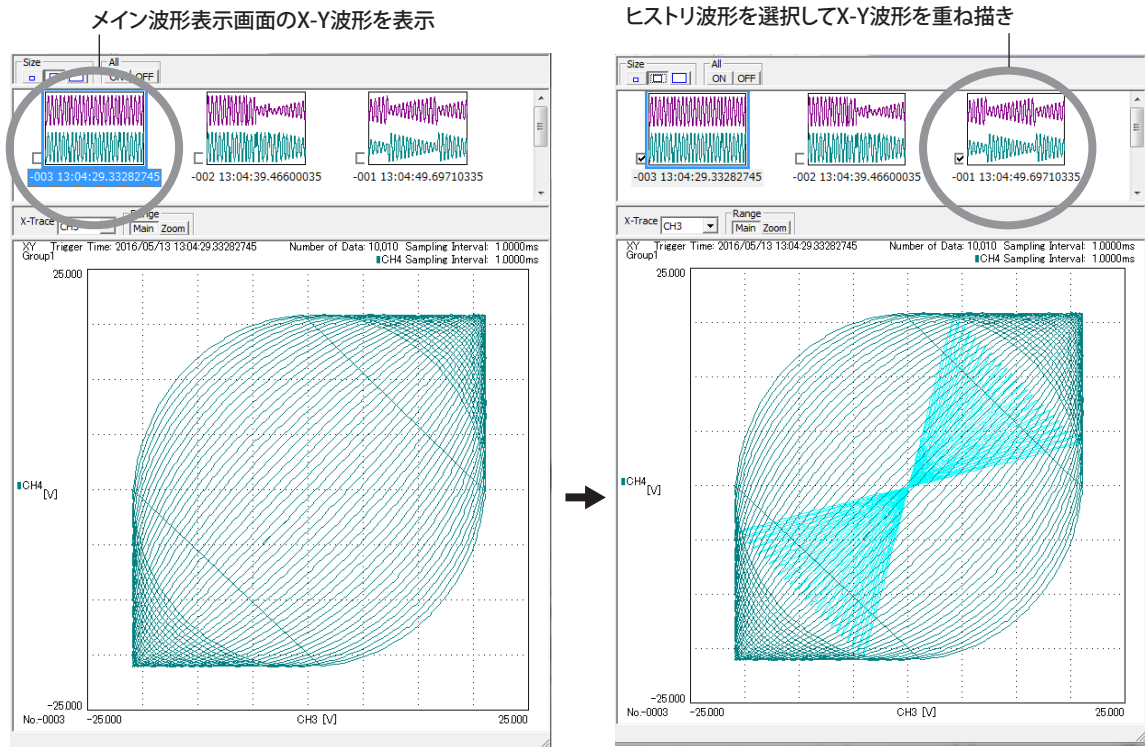 メイン波形表示画面のX-Y波形を表示
Size
All
ON OFF
-003 13:04:29.33282745
-002 13:04:39.46600035
-001 13:04:49.69710335
X-Trace CH3
Range
Main Zoom
XY Trigger Time: 2016/05/13 13:04:29.33282745 Number of Data: 10,010 Sampling Interval: 1.0000ms
Group1 CH4 Sampling Interval: 1.0000ms
25.000
CH4 [V]
-25.000
No.-0003 -25.000 CH3 [V] 25.000
ヒストリ波形を選択してX-Y波形を重ね描き
Size
All
ON OFF
-003 13:04:29.33282745
-002 13:04:39.46600035
-001 13:04:49.69710335
X-Trace CH3
Range
Main Zoom
XY Trigger Time: 2016/05/13 13:04:29.33282745 Number of Data: 10,010 Sampling Interval: 1.0000ms
Group1 CH4 Sampling Interval: 1.0000ms
25.000
CH4 [V]
-25.000
No.-0003 -25.000 CH3 [V] 25.000